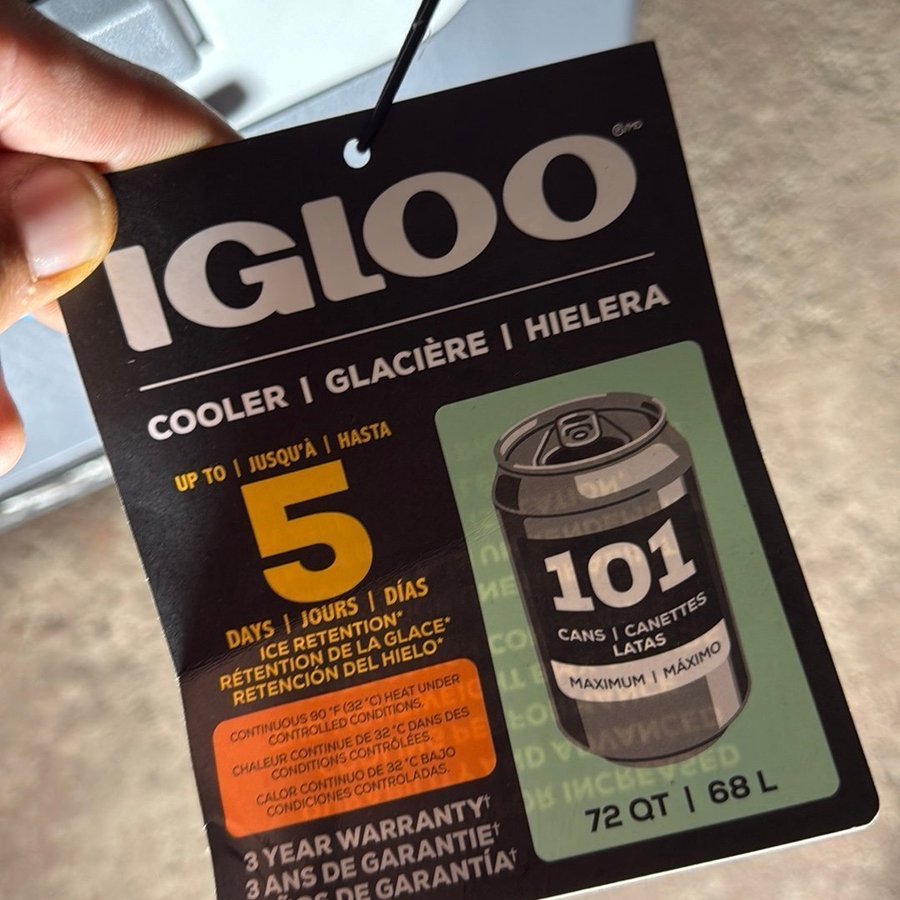 IGLOO
®MD
COOLER | GLACIÈRE | HIELERA
UP TO | JUSQU'À | HASTA
5
DAYS | JOURS | DÍAS
ICE RETENTION*
RÉTENTION DE LA GLACE*
RETENCIÓN DEL HIELO*
CONTINUOUS 90 °F (32 °C) HEAT UNDER
CONTROLLED CONDITIONS.
CHALEUR CONTINUE DE 32 °C DANS DES
CONDITIONS CONTRÔLÉES.
CALOR CONTINUO DE 32 °C BAJO
CONDICIONES CONTROLADAS.
3 YEAR WARRANTY†
3 ANS DE GARANTIE†
DE GARANTÍA†
101
CANS | CANETTES
LATAS
MAXIMUM | MÁXIMO
72 QT | 68 L